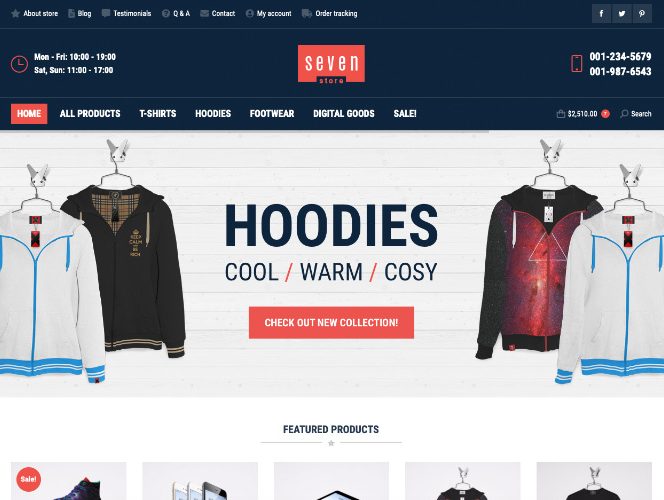 About store Blog Testimonials Q & A Contact My account Order tracking
Mon - Fri: 10:00 - 19:00
Sat, Sun: 11:00 - 17:00
seven
store
001-234-5679
001-987-6543
HOME ALL PRODUCTS T-SHIRTS HOODIES FOOTWEAR DIGITAL GOODS SALE!
$2,510.00 Search
KEEP
CALM
AND
BE
RICH
HOODIES
COOL / WARM / COSY
CHECK OUT NEW COLLECTION!
FEATURED PRODUCTS
Sale!